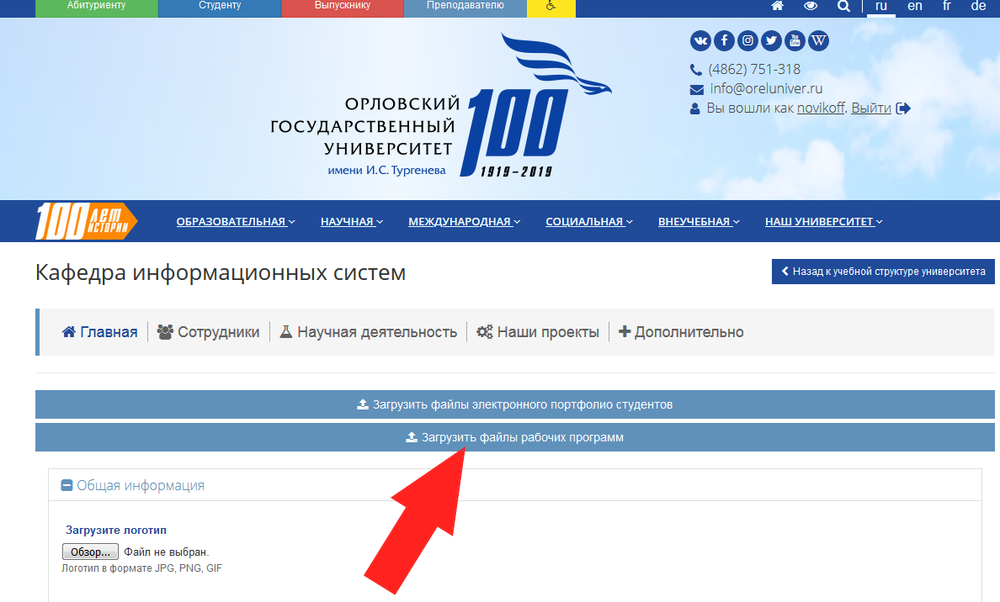 Абитуриенту Студенту Выпускнику Преподавателю ru en fr de
ОРЛОВСКИЙ
ГОСУДАРСТВЕННЫЙ
УНИВЕРСИТЕТ
имени И.С. Тургенева
100
1919-2019
(4862) 751-318
info@oreluniver.ru
Вы вошли как novikoff. Выйти
100 ЛЕТ ИСТОРИИ
ОБРАЗОВАТЕЛЬНАЯ НАУЧНАЯ МЕЖДУНАРОДНАЯ СОЦИАЛЬНАЯ ВНЕУЧЕБНАЯ НАШ УНИВЕРСИТЕТ
Кафедра информационных систем
Назад к учебной структуре университета
Главная Сотрудники Научная деятельность Наши проекты Дополнительно
Загрузить файлы электронного портфолио студентов
Загрузить файлы рабочих программ
Общая информация
Загрузите логотип
Обзор... Файл не выбран.
Логотип в формате JPG, PNG, GIF